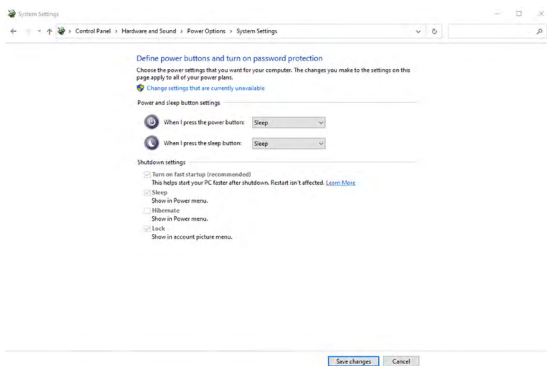 System Settings
Control Panel > Hardware and Sound > Power Options > System Settings
Define power buttons and turn on password protection
Choose the power settings that you want for your computer. The changes you make to the settings on this
page apply to all of your power plans.
Change settings that are currently unavailable
Power and sleep button settings
When I press the power button: Sleep
When I press the sleep button: Sleep
Shutdown settings
Turn on fast startup (recommended)
This helps start your PC faster after shutdown. Restart isn't affected. Learn More
Sleep
Show in Power menu.
Hibernate
Show in Power menu.
Lock
Show in account picture menu.
Save changes Cancel